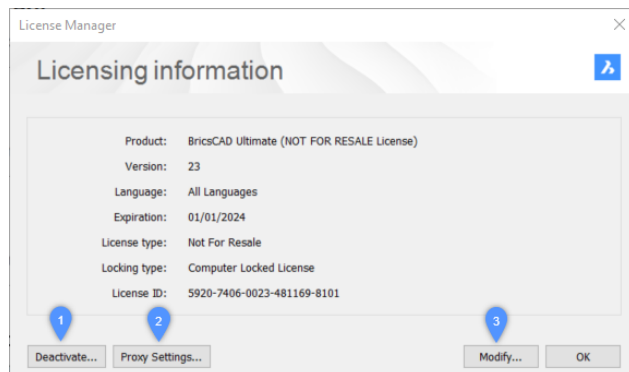 License Manager
Licensing information
Product: BricsCAD Ultimate (NOT FOR RESALE License)
Version: 23
Language: All Languages
Expiration: 01/01/2024
License type: Not For Resale
Locking type: Computer Locked License
License ID: 5920-7406-0023-481169-8101
1 2 3
Deactivate... Proxy Settings... Modify... OK